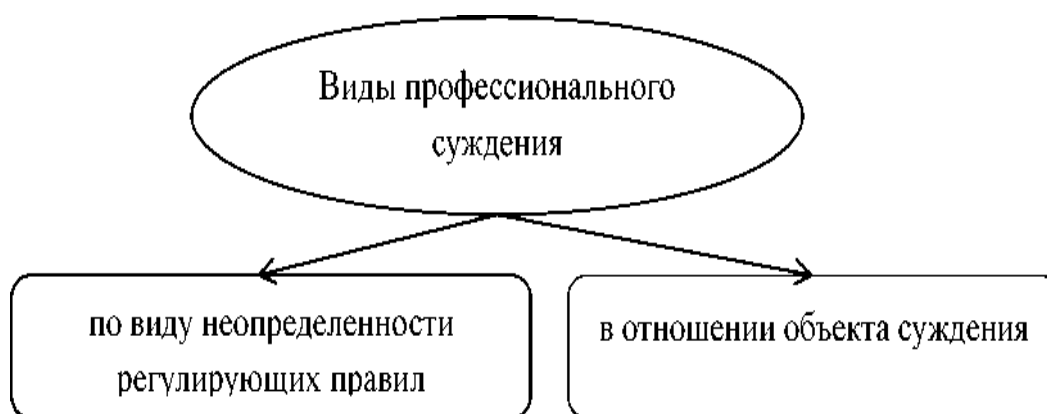 Виды профессионального
суждения
по виду неопределенности
регулирующих правил
в отношении объекта суждения